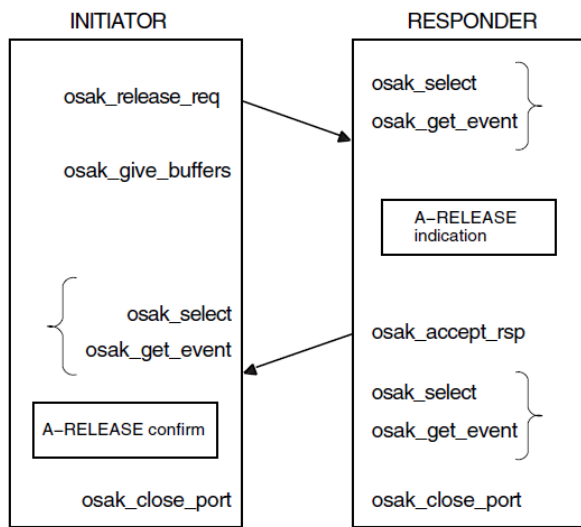 INITIATOR
osak_release_req
osak_give_buffers
osak_select
osak_get_event
A−RELEASE confirm
osak_close_port
RESPONDER
osak_select
osak_get_event
A−RELEASE
indication
osak_accept_rsp
osak_select
osak_get_event
osak_close_port